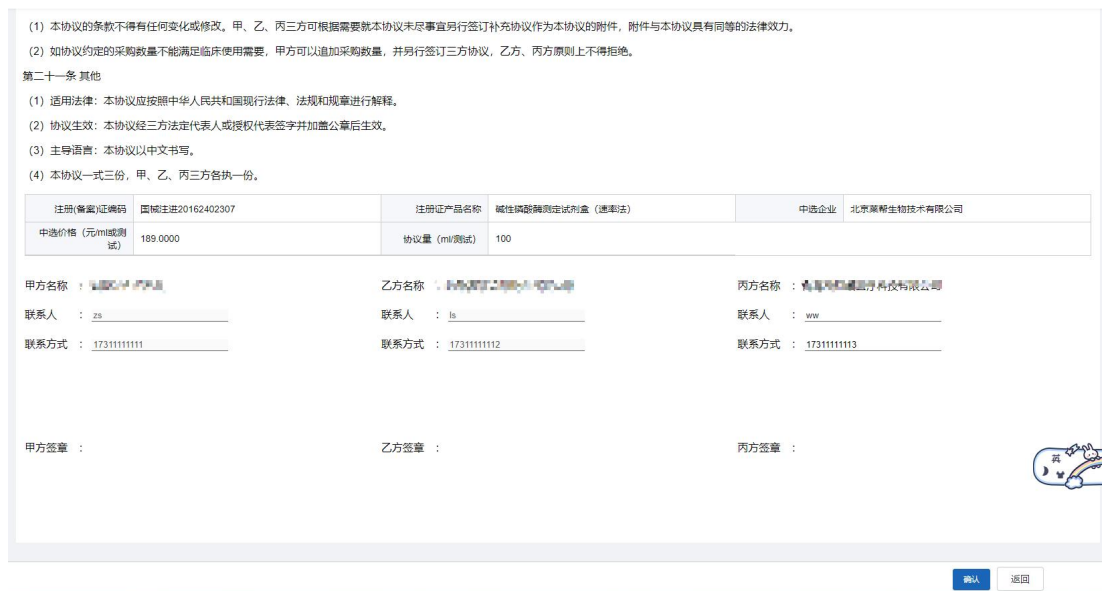 (1) 本协议的条款不得有任何变化或修改。甲、乙、丙三方可根据需要就本协议未尽事宜另行签订补充协议作为本协议的附件，附件与本协议具有同等的法律效力。
(2) 如协议约定的采购数量不能满足临床使用需要，甲方可以追加采购数量，并另行签订三方协议，乙方、丙方原则上不得拒绝。
第二十一条 其他
(1) 适用法律：本协议应按照中华人民共和国现行法律、法规和规章进行解释。
(2) 协议生效：本协议经三方法定代表人或授权代表签字并加盖公章后生效。
(3) 主导语言：本协议以中文书写。
(4) 本协议一式三份，甲、乙、丙三方各执一份。
注册(备案)证编码 国械注进20162402307 注册证产品名称 碱性磷酸酶测定试剂盒（速率法） 中选企业 北京莱帮生物技术有限公司
中选价格（元/ml或测试） 189.0000 协议量（ml/测试） 100
甲方名称 ： 乙方名称 ： 丙方名称 ：
联系人 ： zs 联系人 ： ls 联系人 ： ww
联系方式 ： 17311111111 联系方式 ： 17311111112 联系方式 ： 17311111113
甲方签章 ： 乙方签章 ： 丙方签章 ：
英
确认 返回